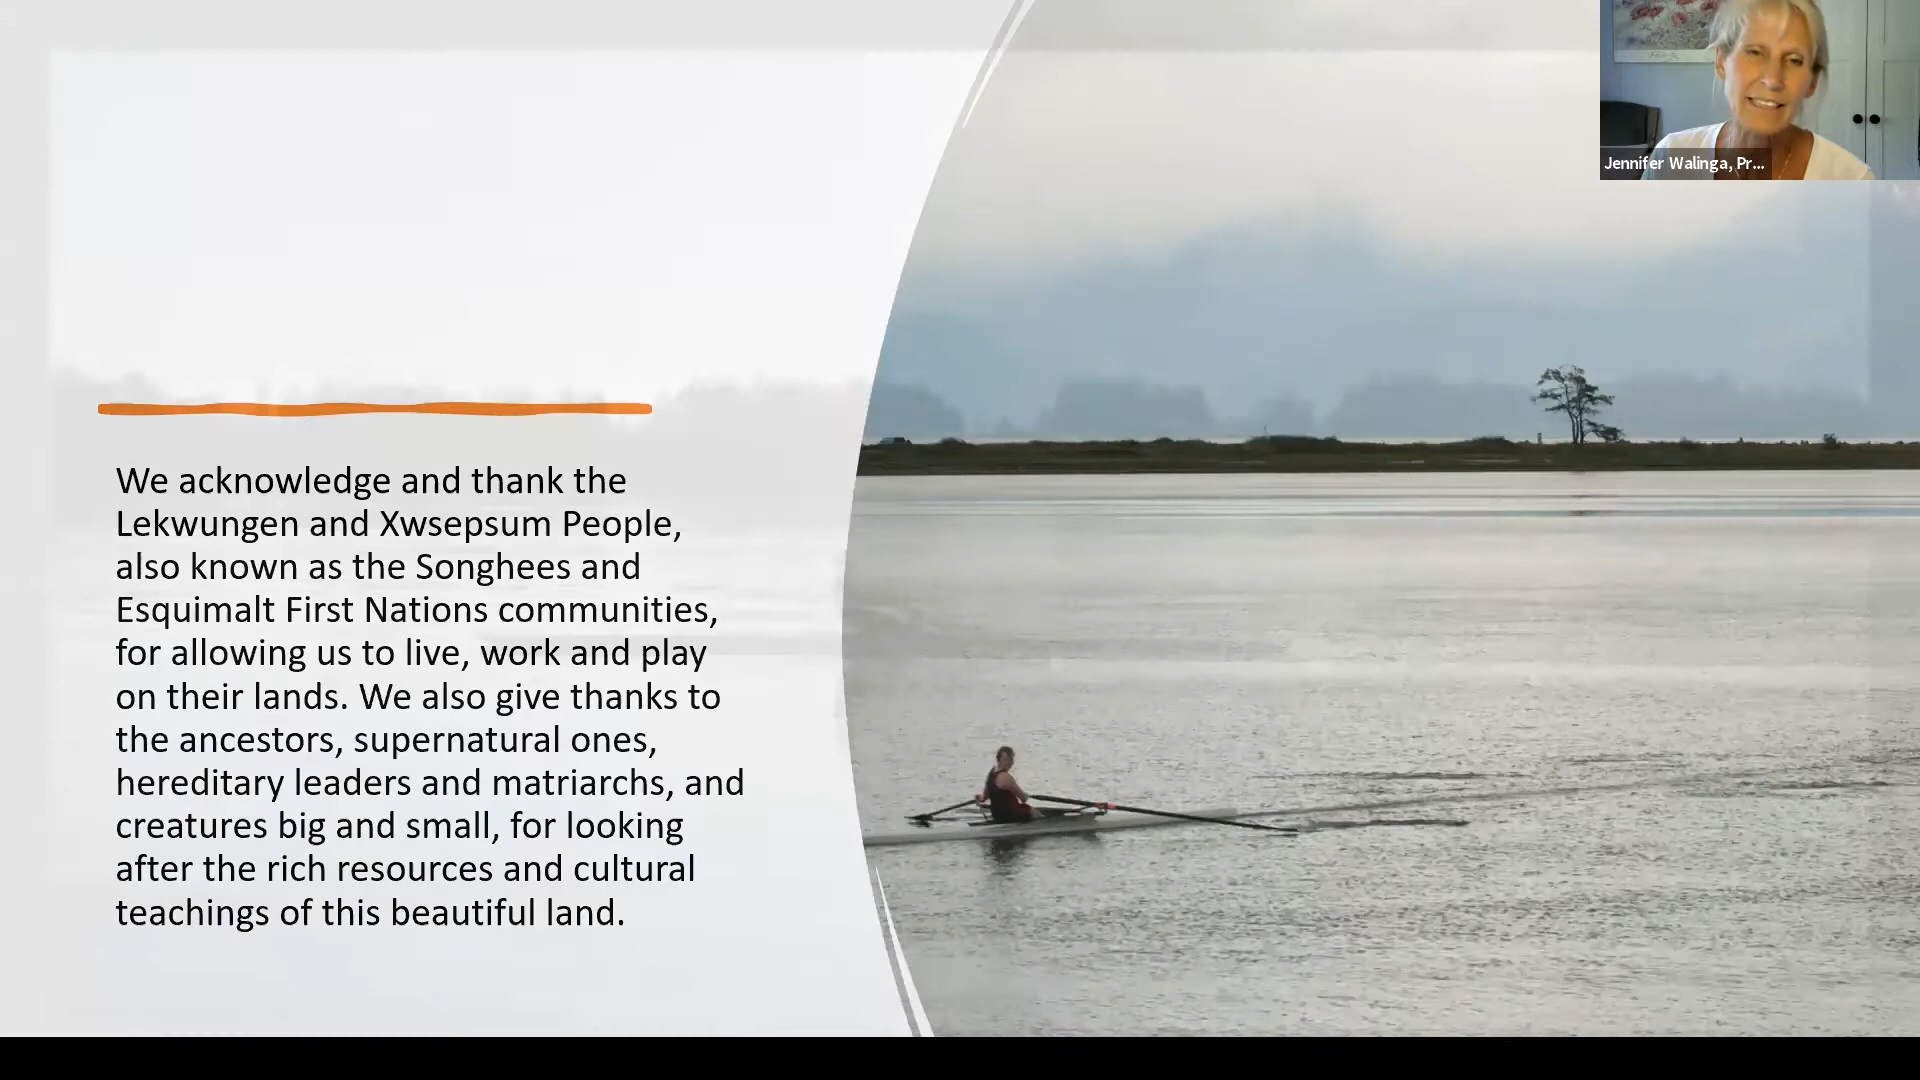 Jennifer Walinga, Pr...
We acknowledge and thank the
Lekwungen and Xwsepsum People,
also known as the Songhees and
Esquimalt First Nations communities,
for allowing us to live, work and play
on their lands. We also give thanks to
the ancestors, supernatural ones,
hereditary leaders and matriarchs, and
creatures big and small, for looking
after the rich resources and cultural
teachings of this beautiful land.